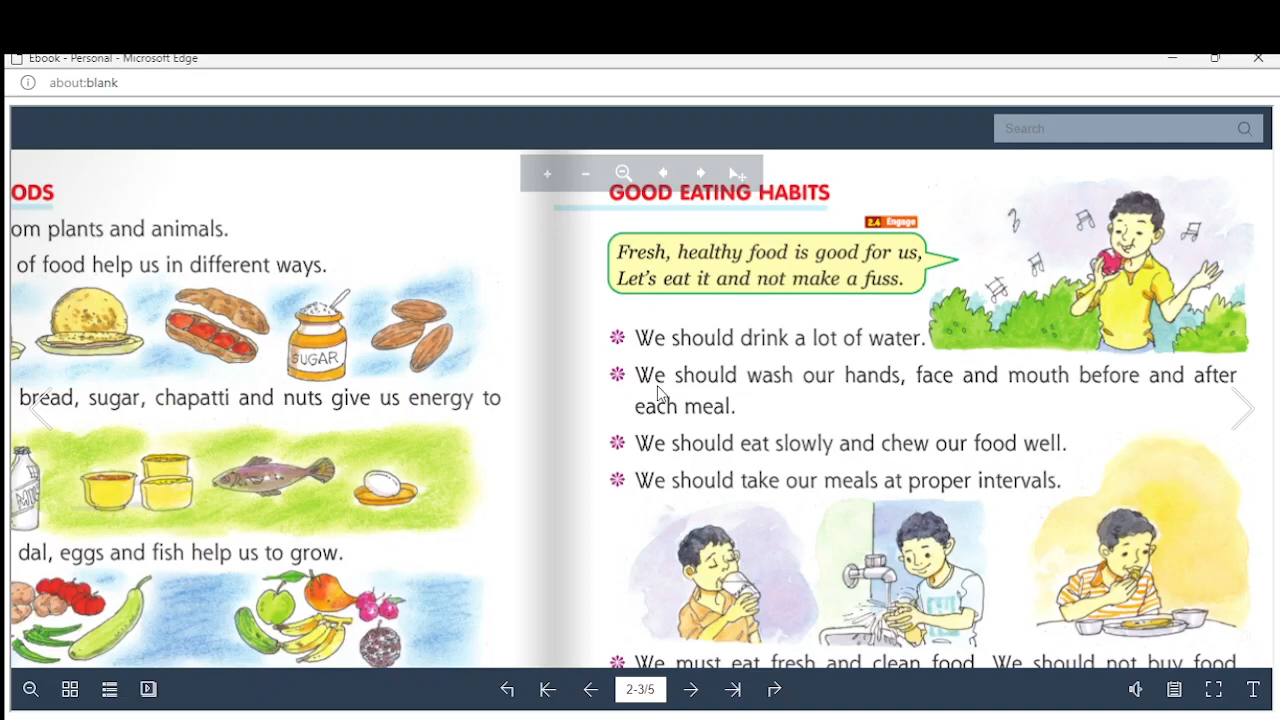 Ebook - Personal - Microsoft Edge
about:blank
Search
ODS
om plants and animals.
of food help us in different ways.
SUGAR
bread, sugar, chapatti and nuts give us energy to
dal, eggs and fish help us to grow.
GOOD EATING HABITS
2.4 Engage
Fresh, healthy food is good for us,
Let's eat it and not make a fuss.
We should drink a lot of water.
We should wash our hands, face and mouth before and after
each meal.
We should eat slowly and chew our food well.
We should take our meals at proper intervals.
We must eat fresh and clean food. We should not buy food
2-3/5